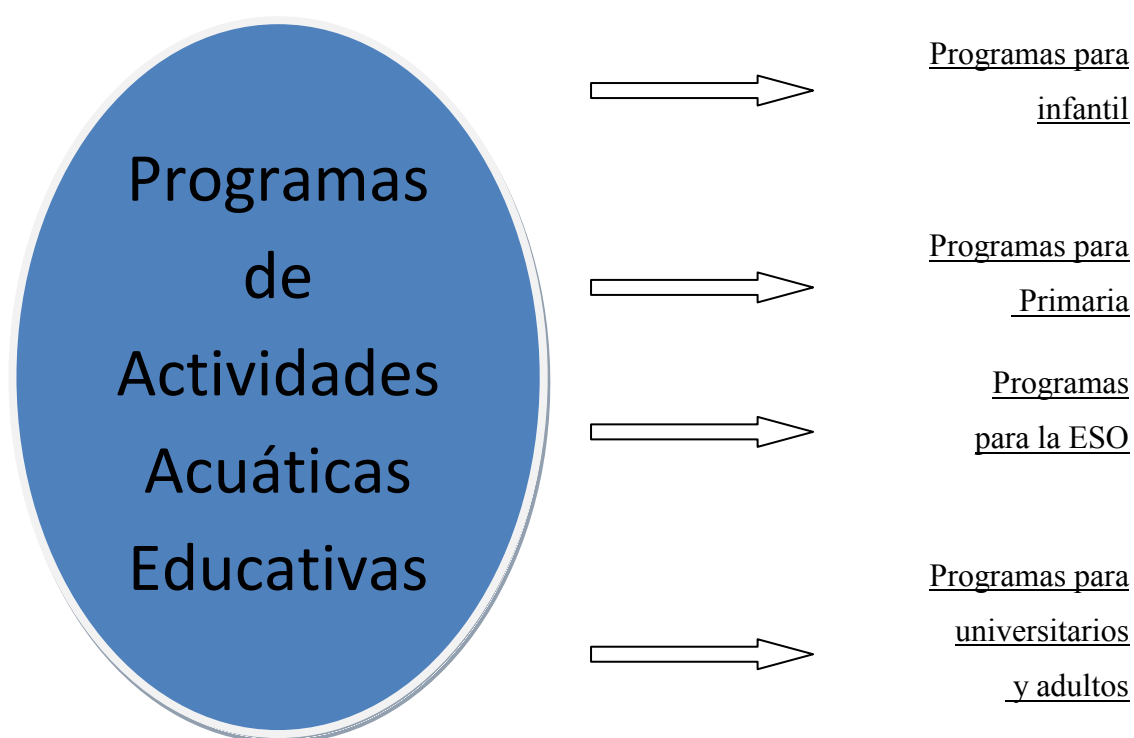 Programas
de
Actividades
Acuáticas
Educativas
Programas para
infantil
Programas para
Primaria
Programas
para la ESO
Programas para
universitarios
y adultos